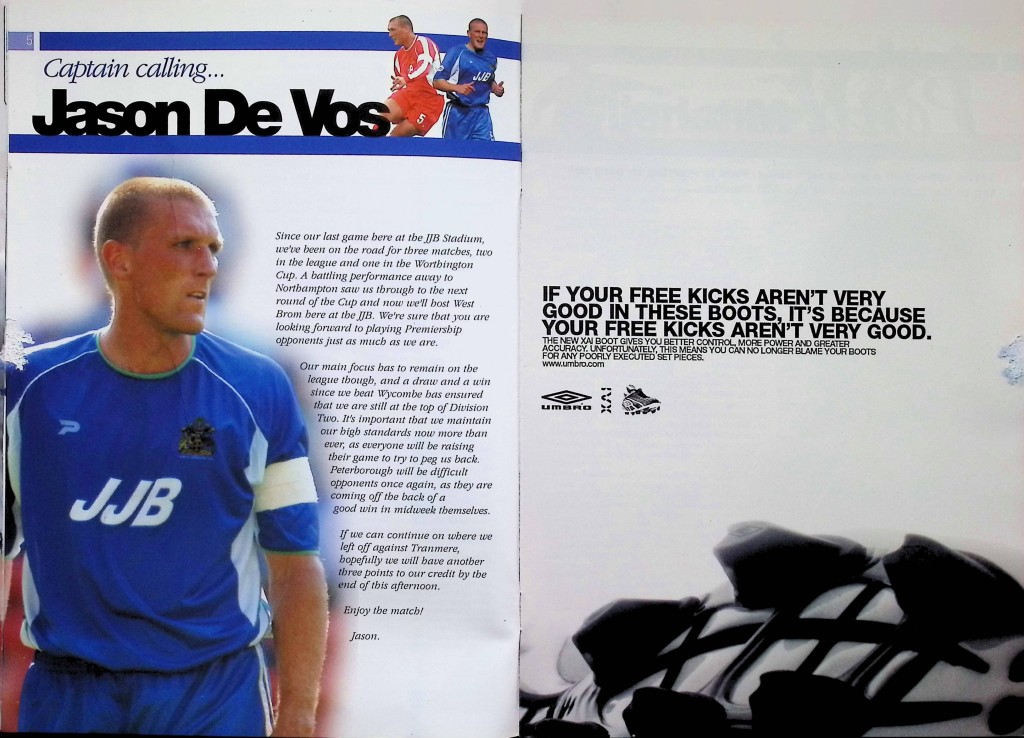 5
Captain calling...
Jason De Vos
JJB
5
Since our last game here at the JJB Stadium,
we've been on the road for three matches, two
in the league and one in the Worthington
Cup. A battling performance away to
Northampton saw us through to the next
round of the Cup and now we'll host West
Brom here at the JJB. We're sure that you are
looking forward to playing Premiership
opponents just as much as we are.
Our main focus has to remain on the
league though, and a draw and a win
since we beat Wycombe has ensured
that we are still at the top of Division
Two. It's important that we maintain
our high standards now more than
ever, as everyone will be raising
their game to try to peg us back.
Peterborough will be difficult
opponents once again, as they are
coming off the back of a
good win in midweek themselves.
If we can continue on where we
left off against Tranmere,
hopefully we will have another
three points to our credit by the
end of this afternoon.
Enjoy the match!
Jason.
JJB
IF YOUR FREE KICKS AREN'T VERY
GOOD IN THESE BOOTS, IT'S BECAUSE
YOUR FREE KICKS AREN'T VERY GOOD.
THE NEW XAI BOOT GIVES YOU BETTER CONTROL, MORE POWER AND GREATER
ACCURACY. UNFORTUNATELY, THIS MEANS YOU CAN NO LONGER BLAME YOUR BOOTS
FOR ANY POORLY EXECUTED SET PIECES.
www.umbro.com
UMBRO
XAI